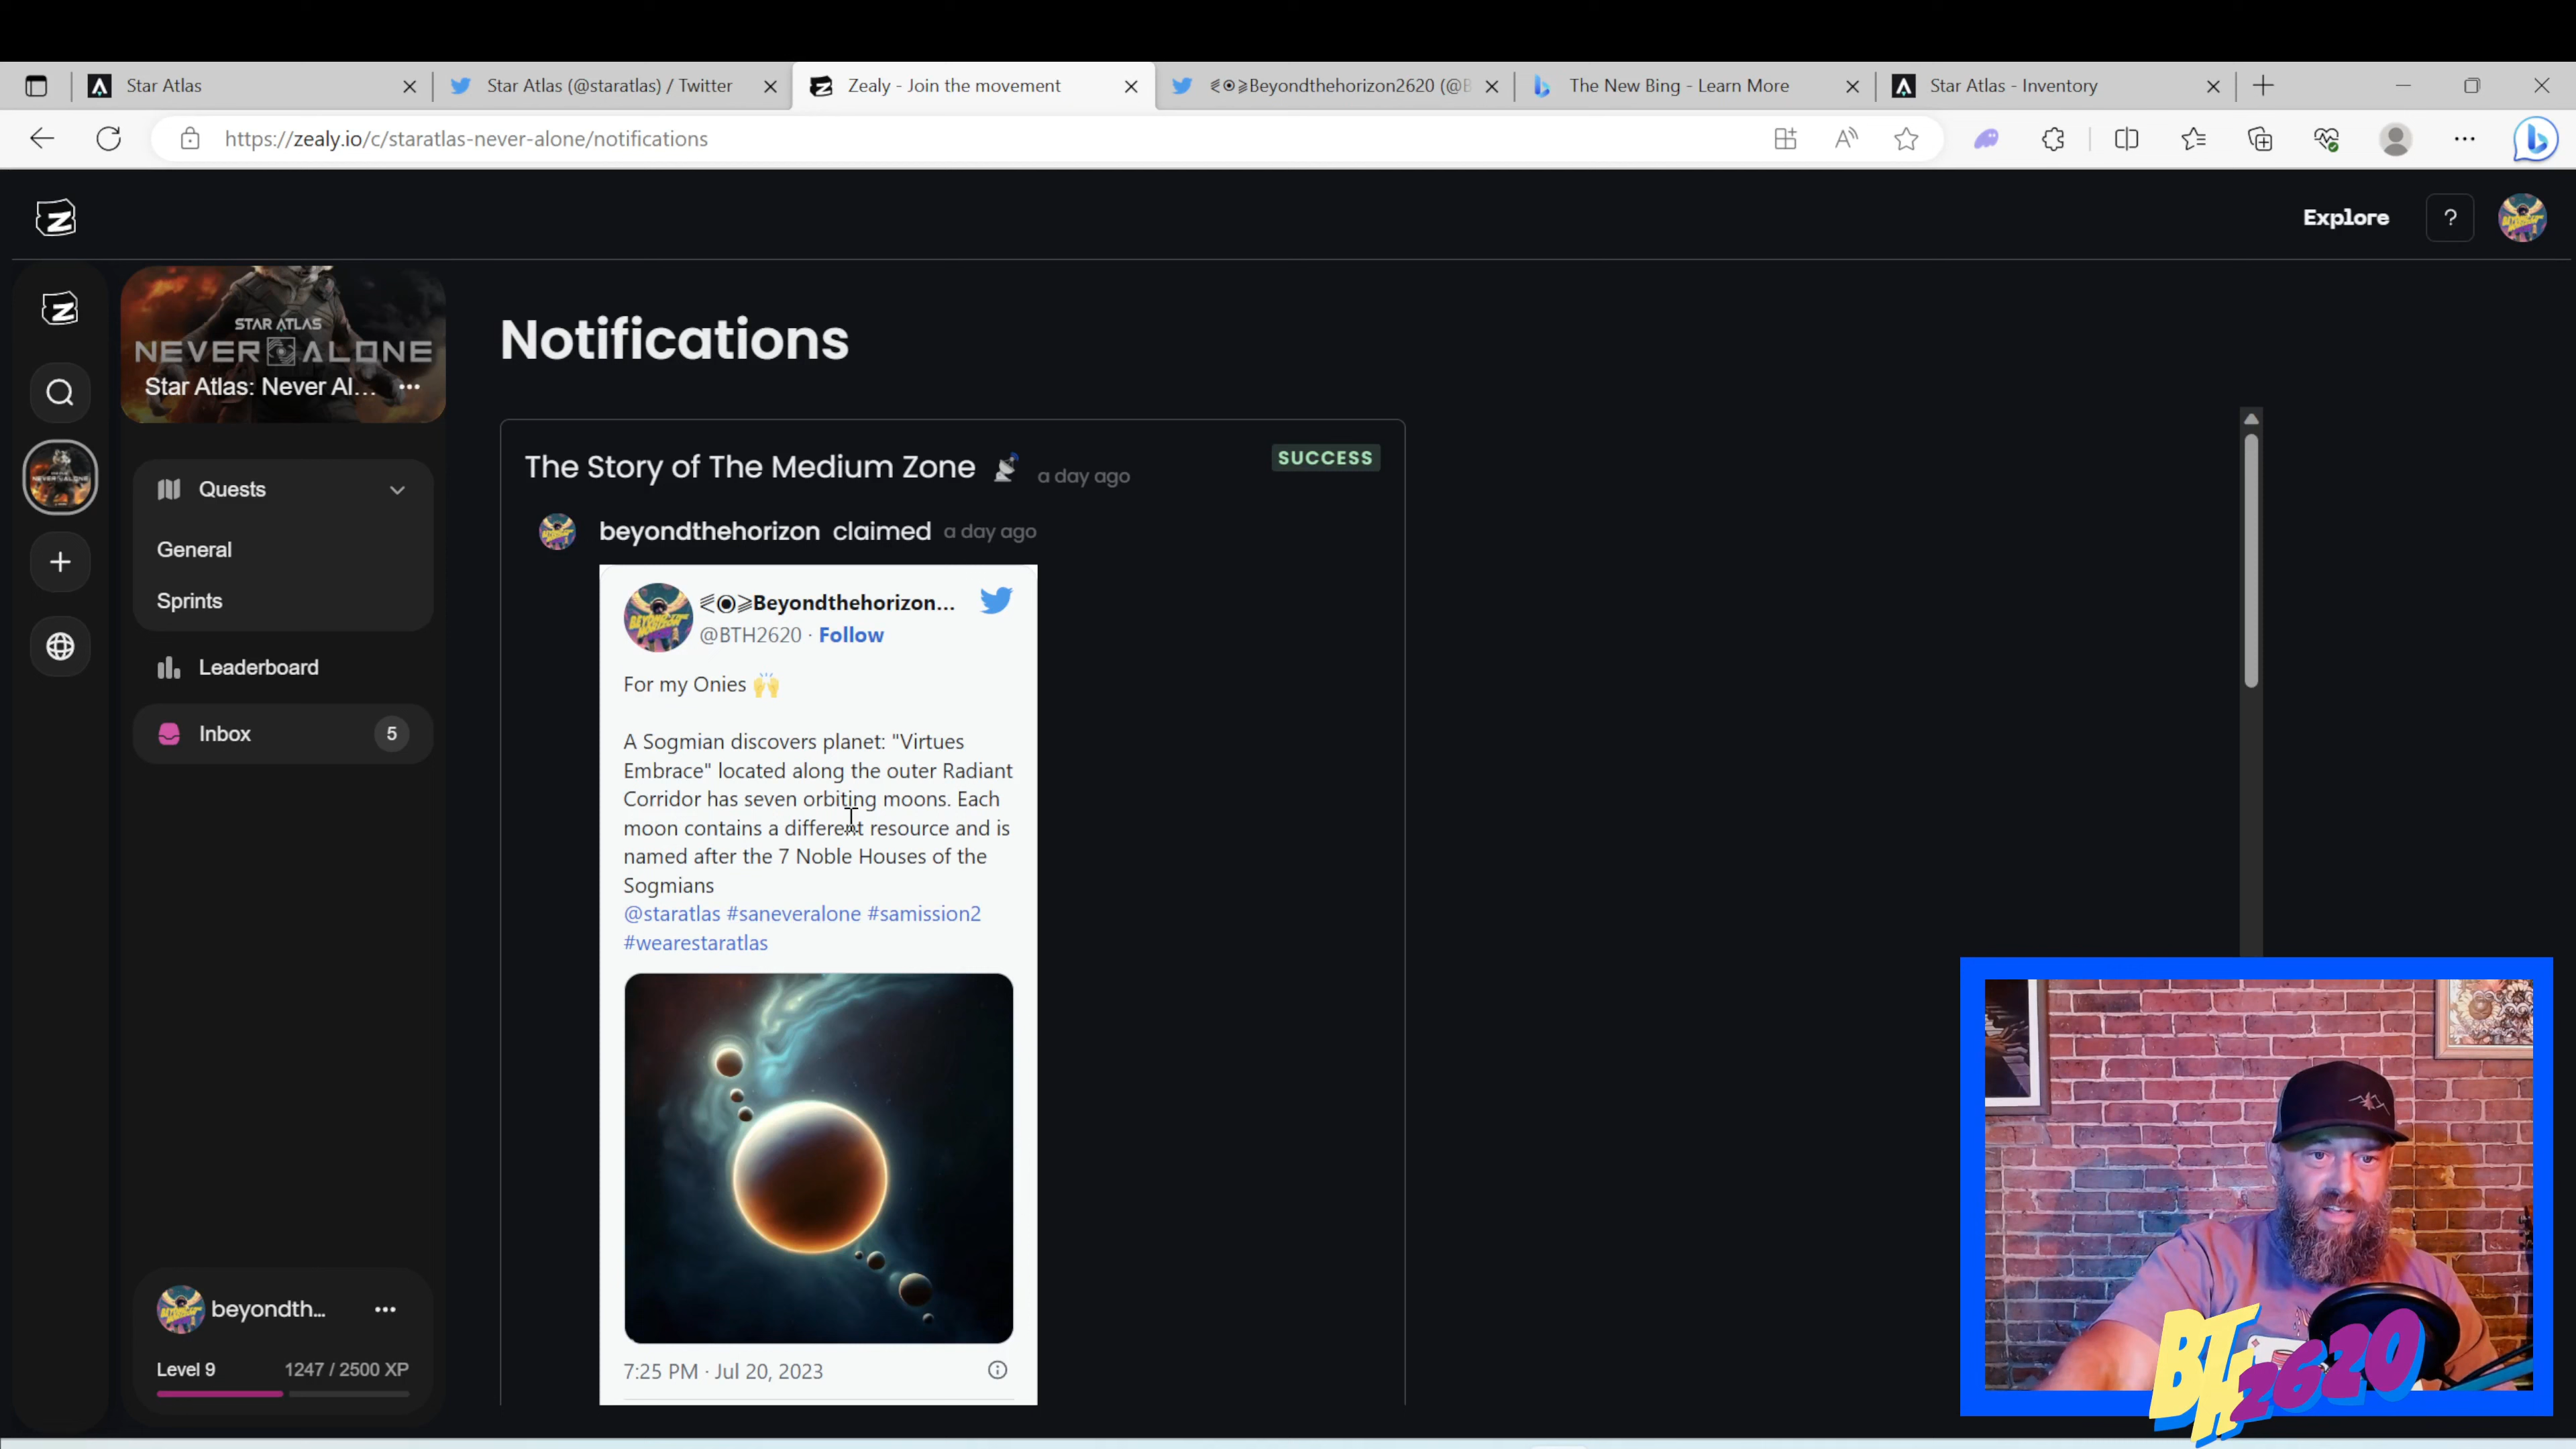 Star Atlas
Star Atlas (@staratlas) / Twitter
Zealy - Join the movement
Beyondthehorizon2620 (@B
The New Bing - Learn More
Star Atlas - Inventory
https://zealy.io/c/staratlas-never-alone/notifications
Explore
?
STAR ATLAS
NEVER ALONE
Star Atlas: Never Al...
Quests
General
Sprints
Leaderboard
Inbox 5
beyondth...
Level 9 1247 / 2500 XP
Notifications
The Story of The Medium Zone a day ago SUCCESS
beyondthehorizon claimed a day ago
⪕⦿⪖Beyondthehorizon...
@BTH2620 · Follow
For my Onies 🙌
A Sogmian discovers planet: "Virtues
Embrace" located along the outer Radiant
Corridor has seven orbiting moons. Each
moon contains a different resource and is
named after the 7 Noble Houses of the
Sogmians
@staratlas #saneveralone #samission2
#wearestaratlas
7:25 PM · Jul 20, 2023
BTH2620